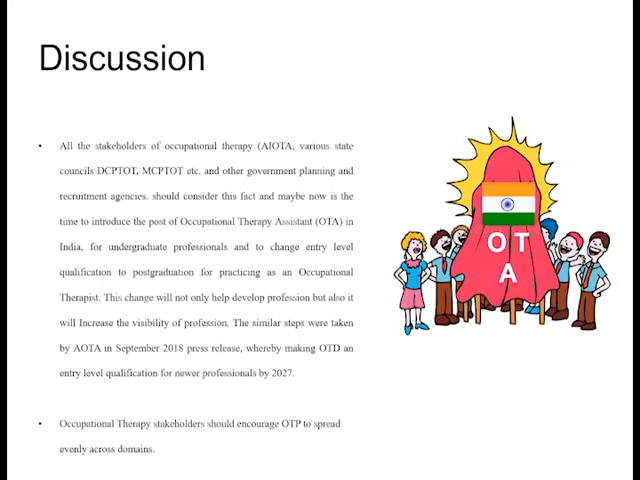 Discussion
• All the stakeholders of occupational therapy (AIOTA, various state
councils DCPTOT, MCPTOT etc. and other government planning and
recruitment agencies. should consider this fact and maybe now is the
time to introduce the post of Occupational Therapy Assistant (OTA) in
India, for undergraduate professionals and to change entry level
qualification to postgraduation for practicing as an Occupational
Therapist. This change will not only help develop profession but also it
will Increase the visibility of profession. The similar steps were taken
by AOTA in September 2018 press release, whereby making OTD an
entry level qualification for newer professionals by 2027.
• Occupational Therapy stakeholders should encourage OTP to spread
evenly across domains.
O T
A